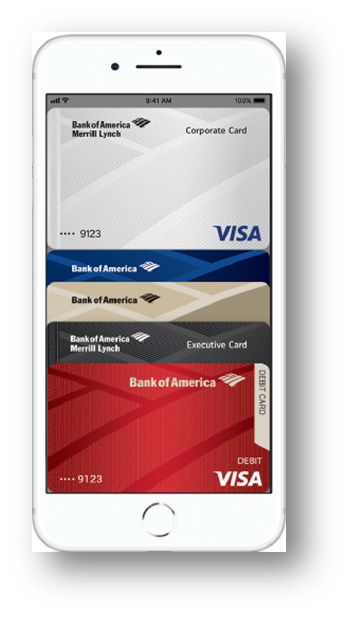 9:41 AM 100%
Bank of America
Merrill Lynch
Corporate Card
•••• 9123
VISA
Bank of America
Bank of America
Bank of America
Merrill Lynch
Executive Card
Bank of America
DEBIT CARD
DEBIT
•••• 9123
VISA